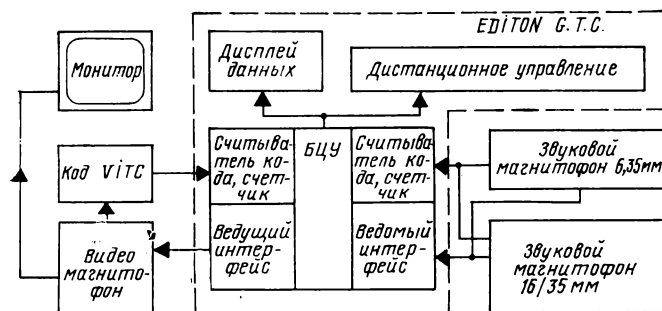 EDITON G.T.C.
Монитор
Дисплей
данных
Дистанционное управление
Код ViTC
Считыва-
тель ко-
да, счет-
чик
БЦУ
Считыва-
тель ко-
да, счет-
чик
Звуковой
магнитофон 6,35мм
Видео
магнито-
фон
Ведущий
интер-
фейс
Ведомый
интер-
фейс
Звуковой
магнитофон
16/35 мм